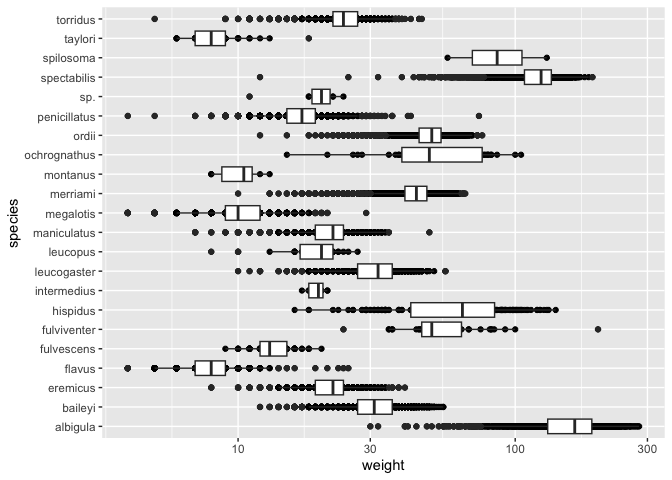 species
torridus
taylori
spilosoma
spectabilis
sp.
penicillatus
ordii
ochrognathus
montanus
merriami
megalotis
maniculatus
leucopus
leucogaster
intermedius
hispidus
fulviventer
fulvescens
flavus
eremicus
baileyi
albigula
10 30 100 300
weight